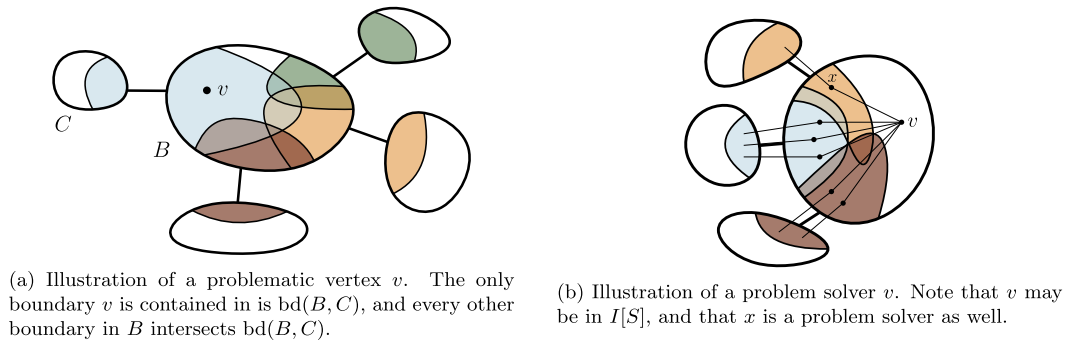 v
C
B
(a) Illustration of a problematic vertex v. The only
boundary v is contained in is bd(B, C), and every other
boundary in B intersects bd(B, C).
x
v
(b) Illustration of a problem solver v. Note that v may
be in I[S], and that x is a problem solver as well.